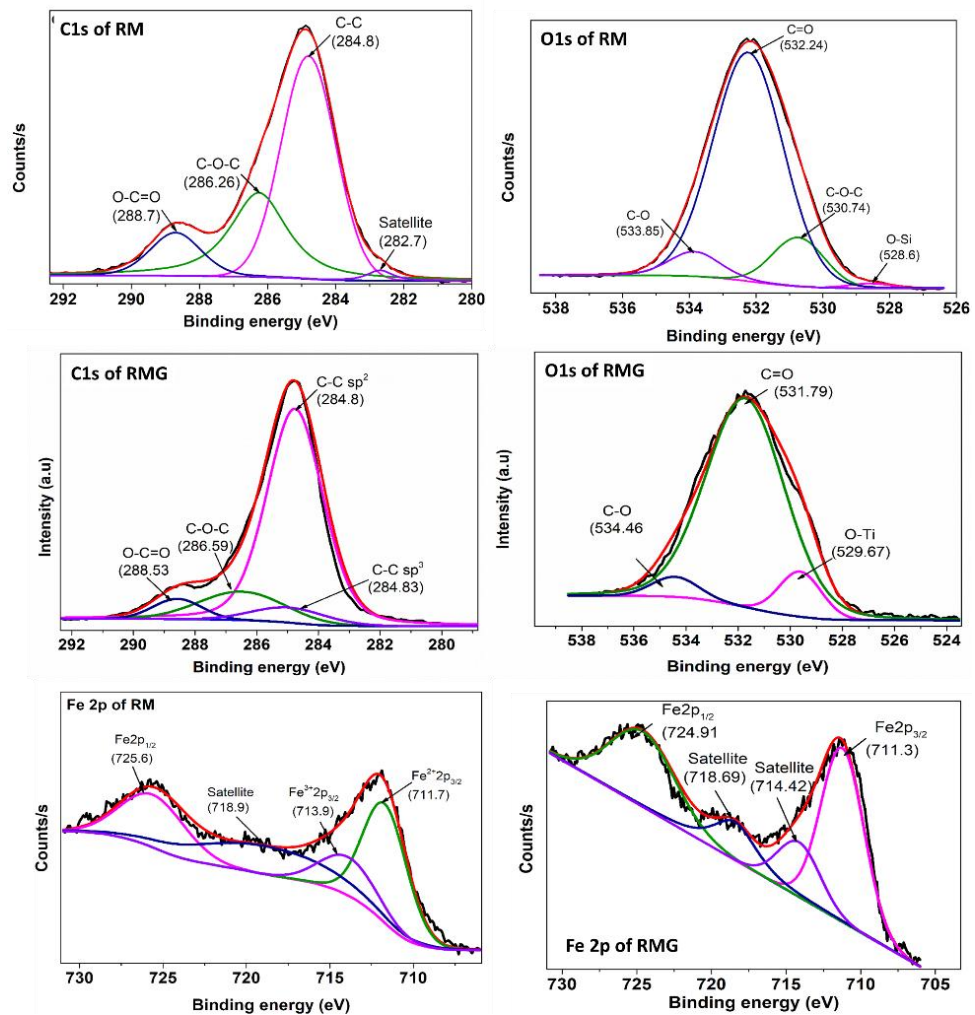 C1s of RM
C-C
(284.8)
C-O-C
(286.26)
O-C=O
(288.7)
Satellite
(282.7)
Counts/s
292 290 288 286 284 282 280
Binding energy (eV)
O1s of RM
C=O
(532.24)
C-O
(533.85)
C-O-C
(530.74)
O-Si
(528.6)
Counts/s
536 534 532 530 528 526
Binding energy (eV)
C1s of RMG
C-C sp²
(284.8)
C-O-C
(286.59)
O-C=O
(288.53
C-C sp³
(284.83)
Intensity (a.u)
292 290 288 286 284 282 280
Binding energy (eV)
O1s of RMG
C=O
(531.79)
C-O
(534.46
O-Ti
(529.67)
Intensity (a.u)
538 536 534 532 530 528 526 524
Binding energy (eV)
Fe 2p of RM
Fe2p₁/₂
(725.6)
Satellite
(718.9)
Fe³⁺2p₃/₂
(713.9)
Fe²⁺2p₃/₂
(711.7)
Counts/s
730 725 720 715 710
Binding energy (eV)
Fe2p₁/₂
(724.91
Satellite
(718.69)
Satellite
(714.42)
Fe2p₃/₂
(711.3)
Fe 2p of RMG
Counts/s
730 725 720 715 710 705
Binding energy (eV)